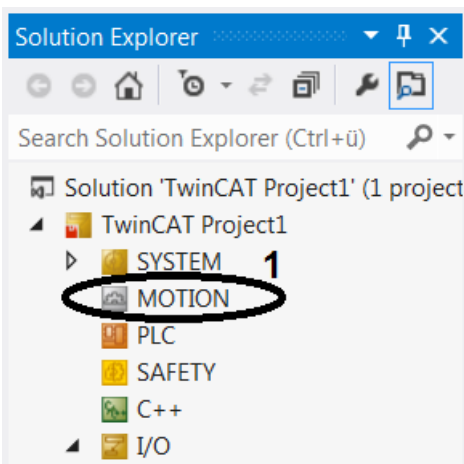 Solution Explorer
Search Solution Explorer (Ctrl+ü)
Solution 'TwinCAT Project1' (1 project
TwinCAT Project1
SYSTEM 1
MOTION
PLC
SAFETY
C++
I/O